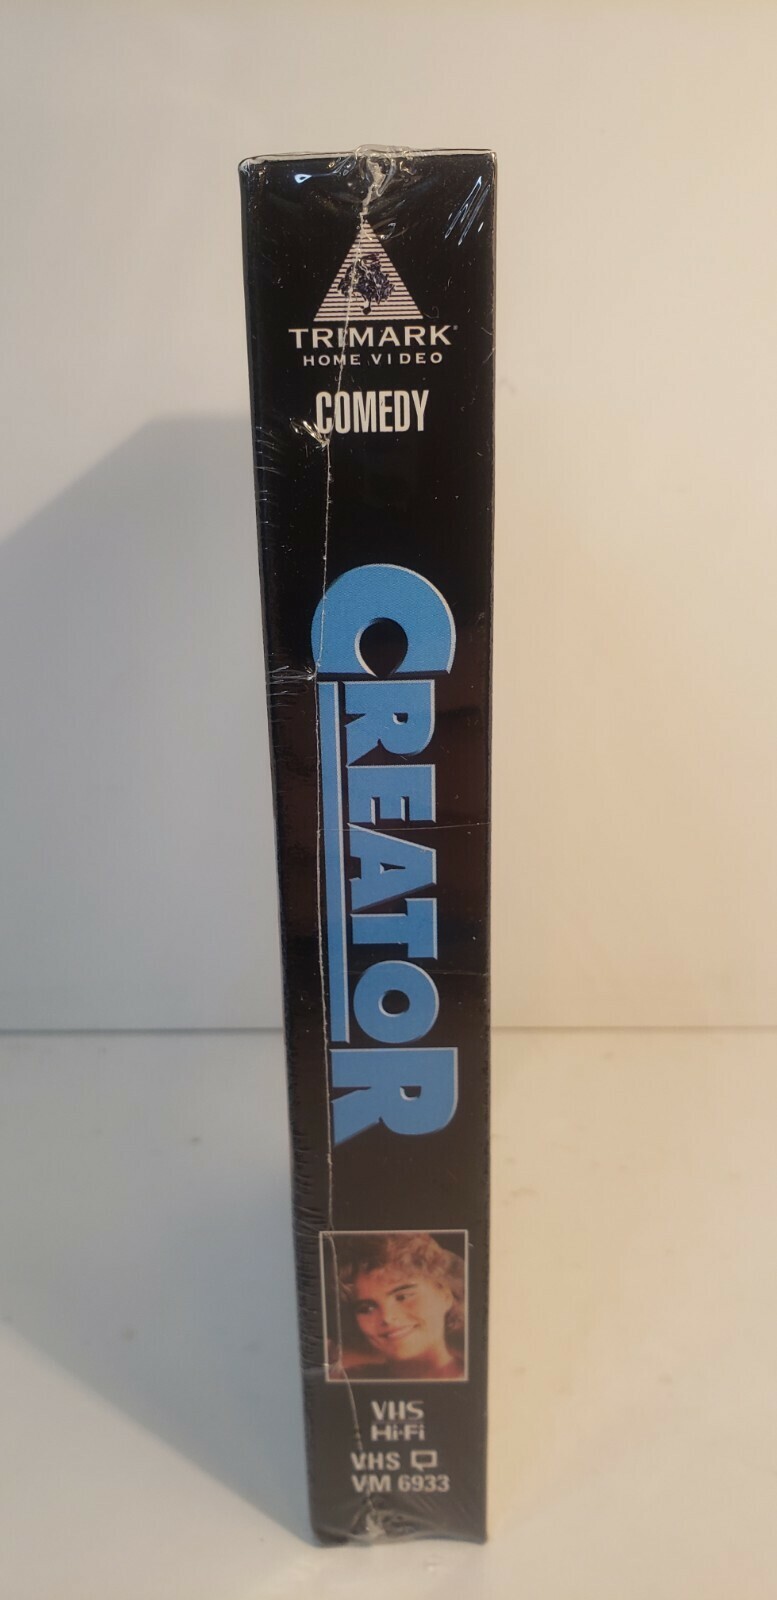 TRIMARK®
HOME VIDEO
COMEDY
CREATOR
VHS
Hi-Fi
VHS
VM 6933